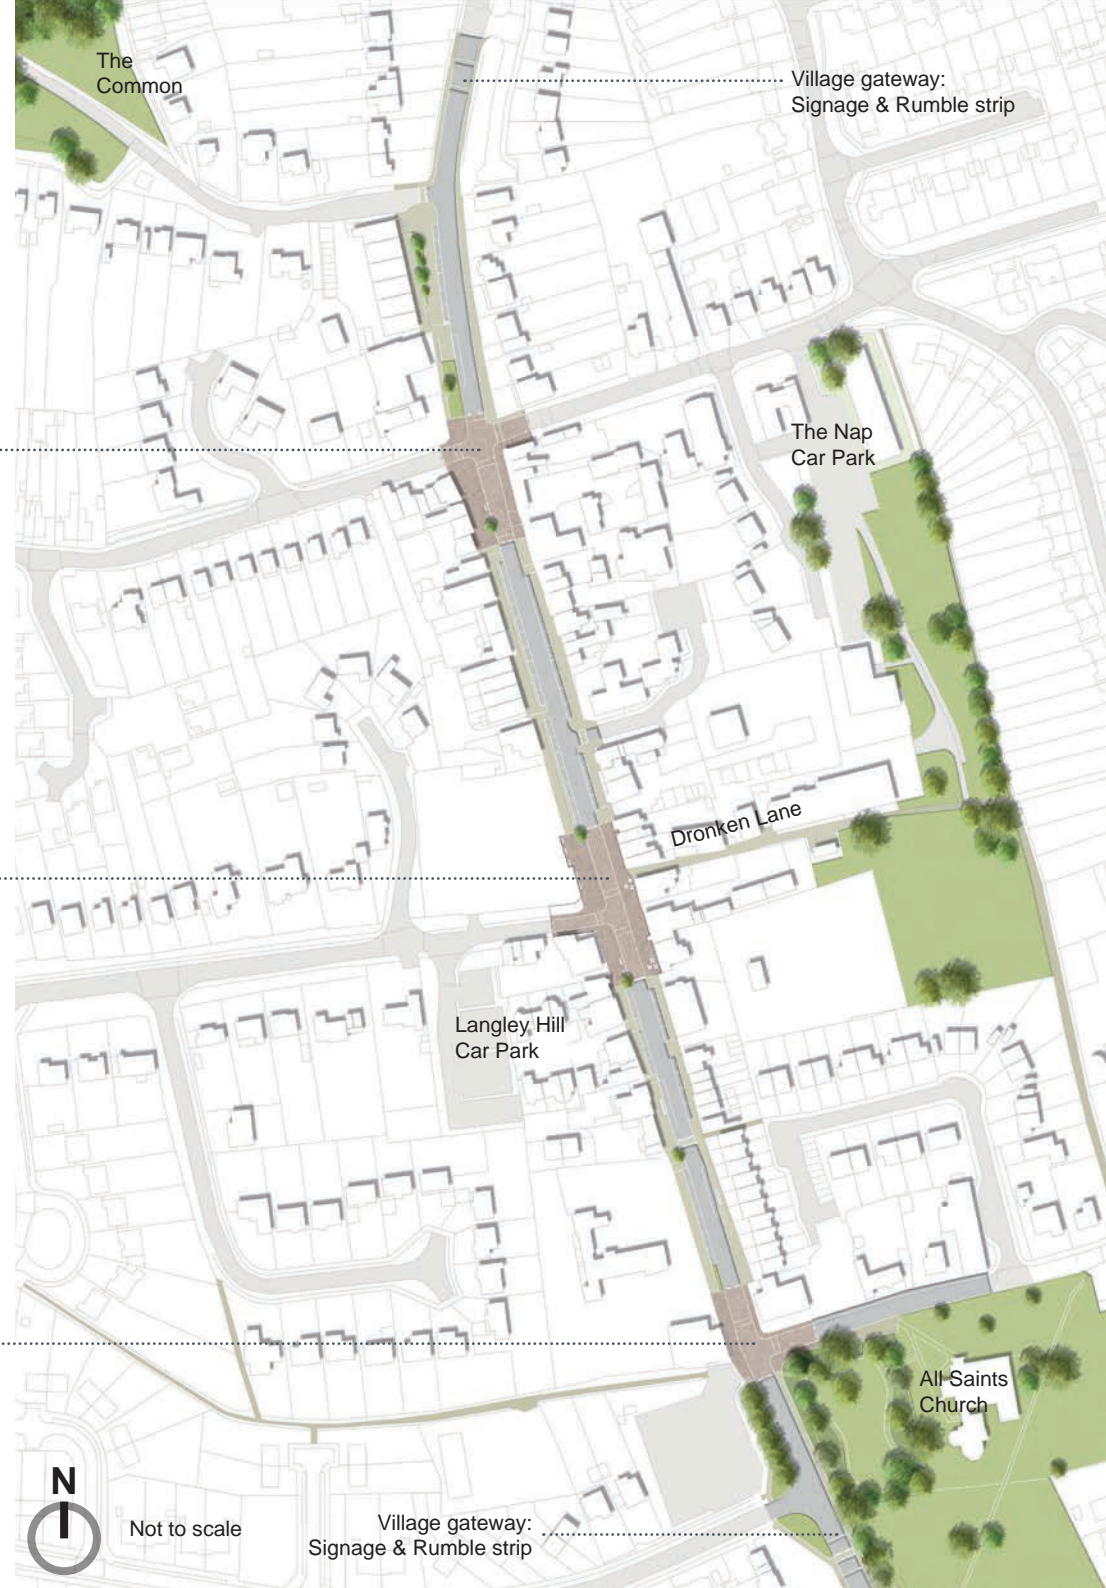 The
Common
Village gateway:
Signage & Rumble strip
The Nap
Car Park
Dronken Lane
Langley Hill
Car Park
All Saints
Church
N
Not to scale
Village gateway:
Signage & Rumble strip